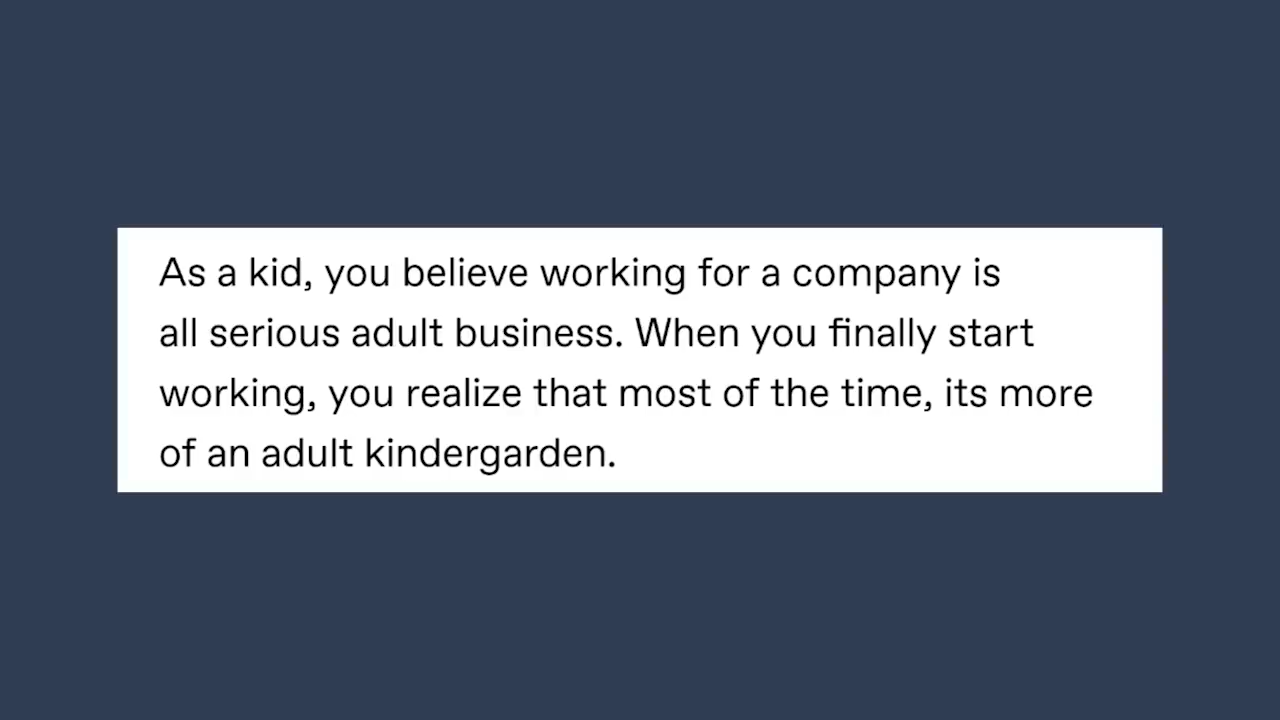 As a kid, you believe working for a company is
all serious adult business. When you finally start
working, you realize that most of the time, its more
of an adult kindergarden.